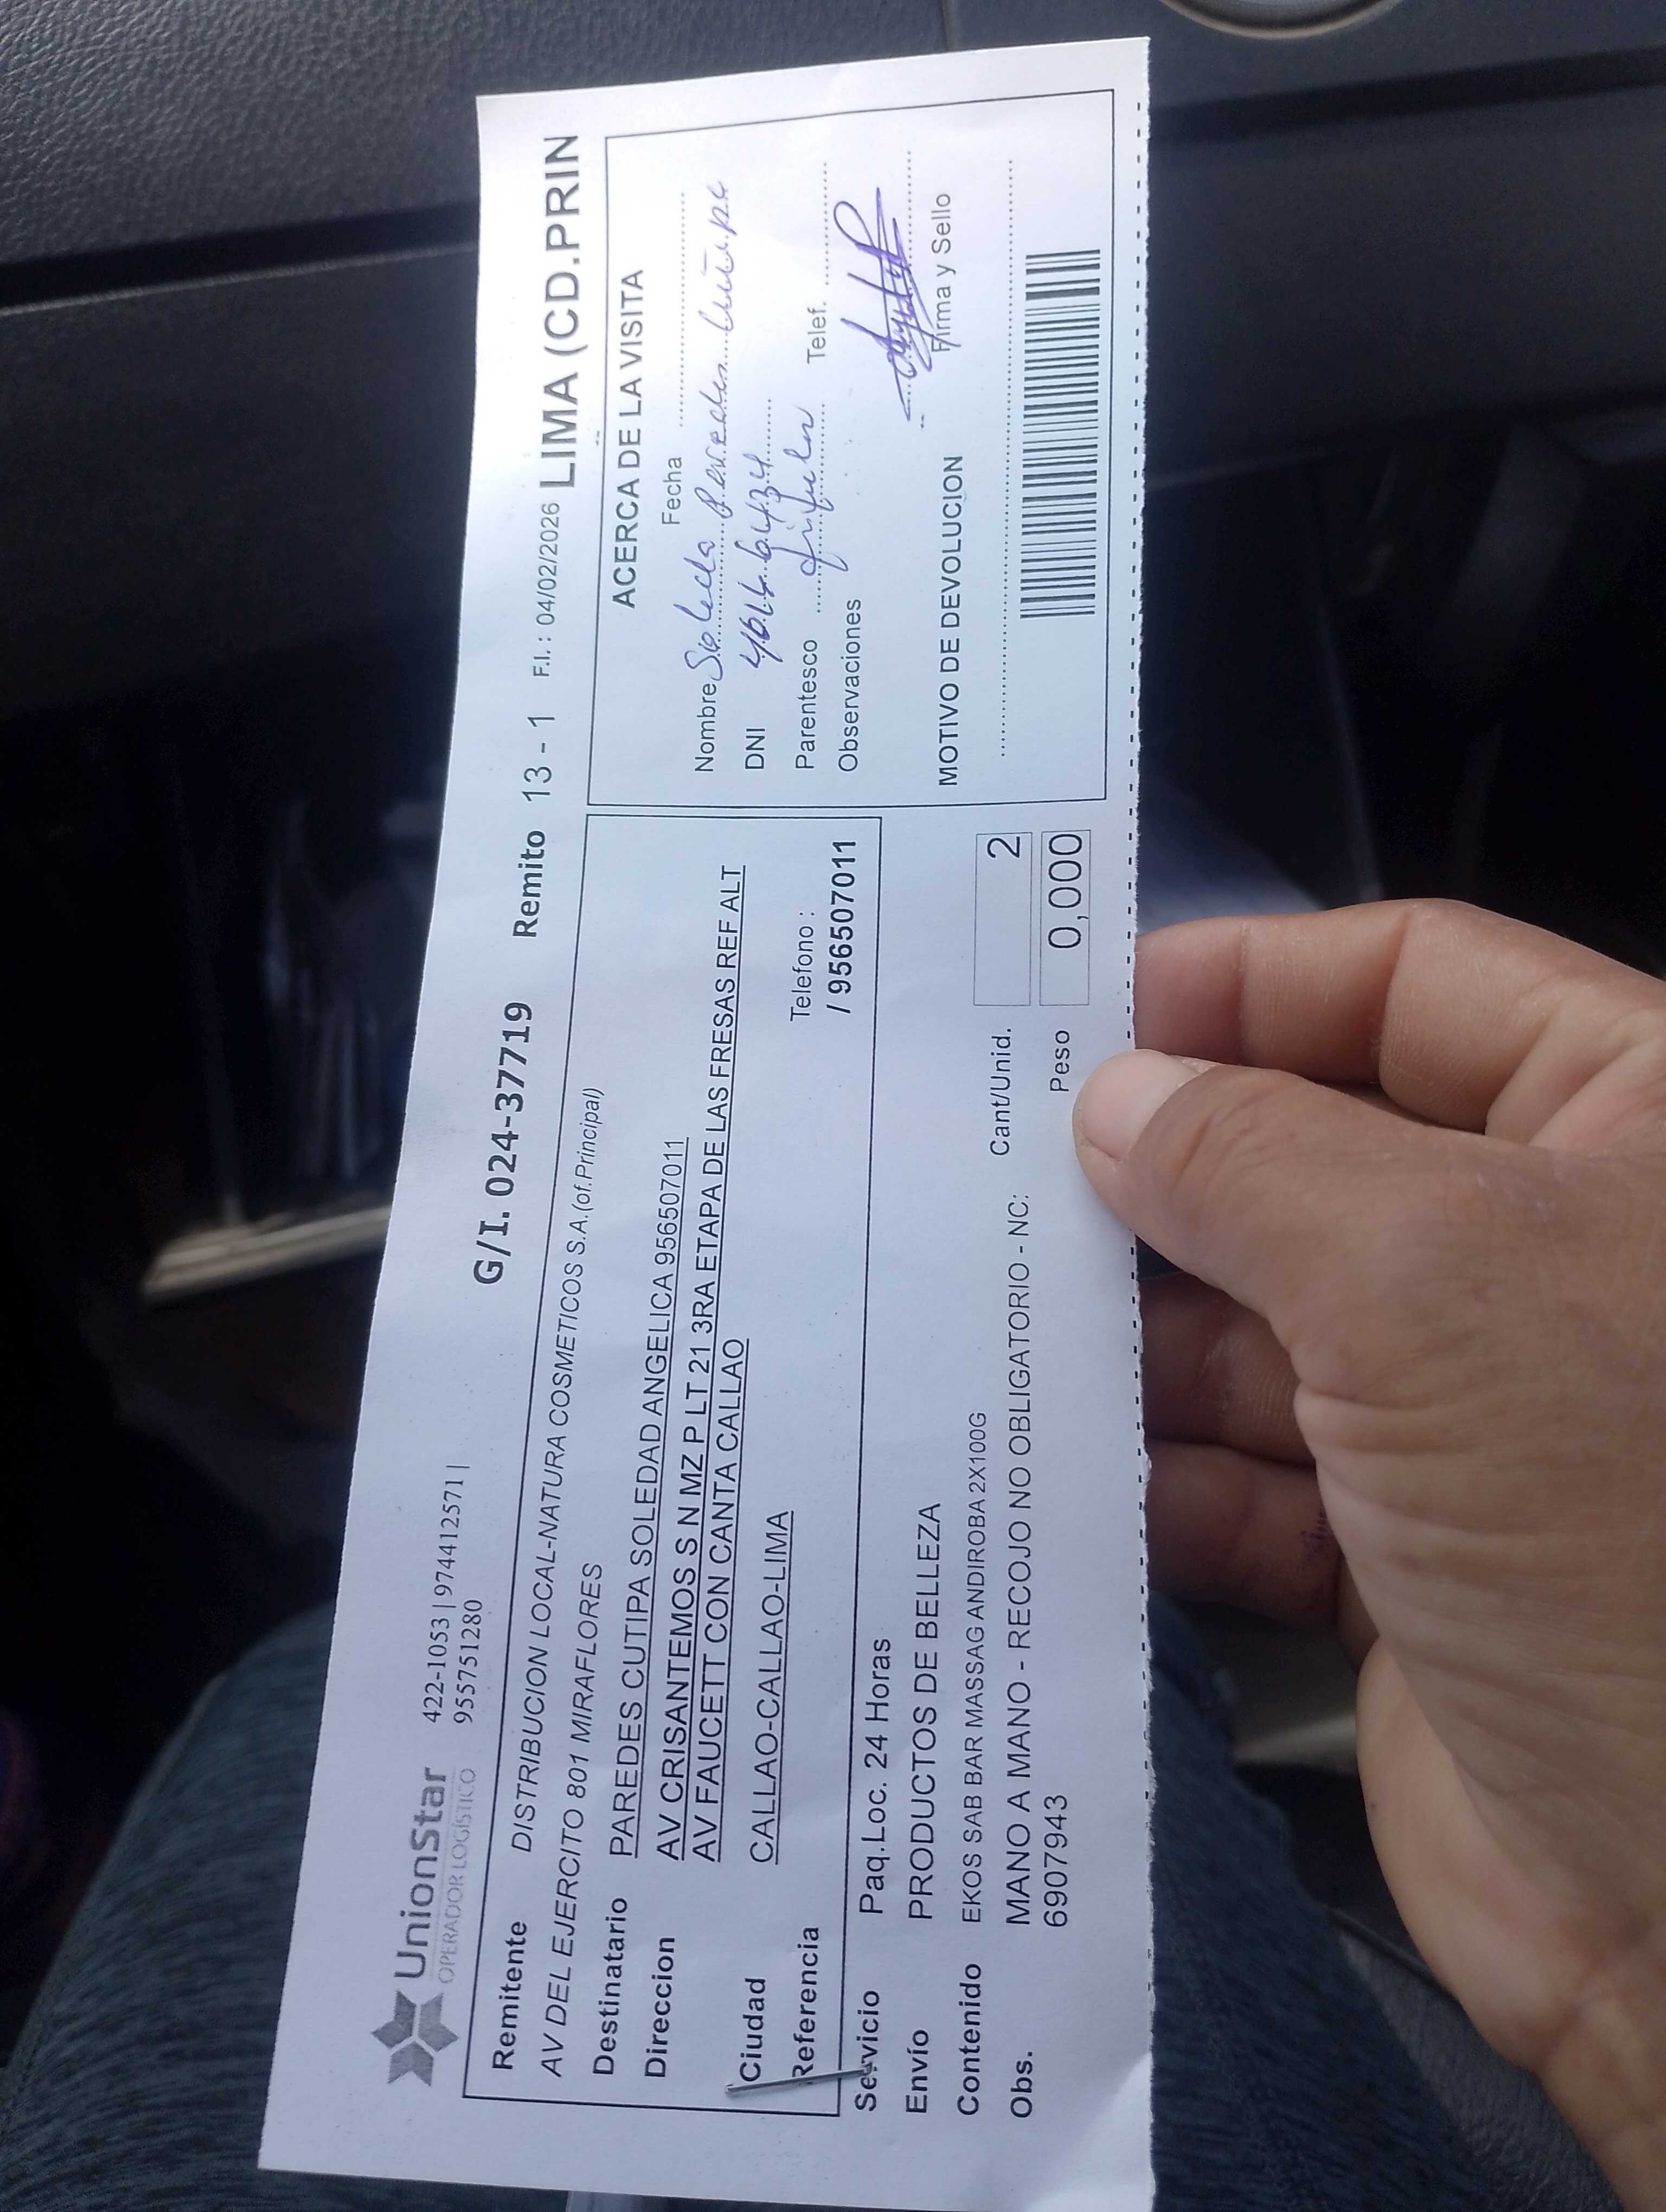 UnionStar
OPERADOR LOGÍSTICO
422-1053 | 974412571 |
955751280
G/I. 024-37719 Remito 13 - 1 F.I.: 04/02/2026 LIMA (CD.PRIN
Remitente DISTRIBUCION LOCAL-NATURA COSMETICOS S.A.(of.Principal)
AV DEL EJERCITO 801 MIRAFLORES
Destinatario PAREDES CUTIPA SOLEDAD ANGELICA 956507011
Direccion AV CRISANTEMOS S N MZ P LT 21 3RA ETAPA DE LAS FRESAS REF ALT
AV FAUCETT CON CANTA CALLAO
Ciudad CALLAO-CALLAO-LIMA
Referencia
Telefono :
/ 956507011
Servicio Paq.Loc. 24 Horas
Envío PRODUCTOS DE BELLEZA
Contenido EKOS SAB BAR MASSAG ANDIROBA 2X100G
Obs. MANO A MANO - RECOJO NO OBLIGATORIO - NC:
6907943
Cant/Unid. 2
Peso 0,000
ACERCA DE LA VISITA
Fecha
Nombre Paredes
DNI
Parentesco Telef.
Observaciones
Firma y Sello
MOTIVO DE DEVOLUCION